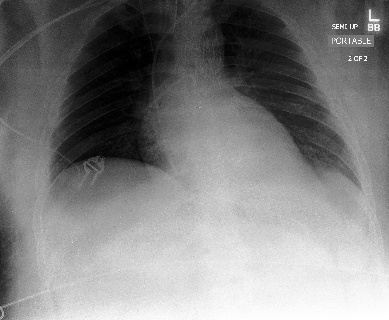 L
BB
SEMI UP
PORTABLE
2 OF 2